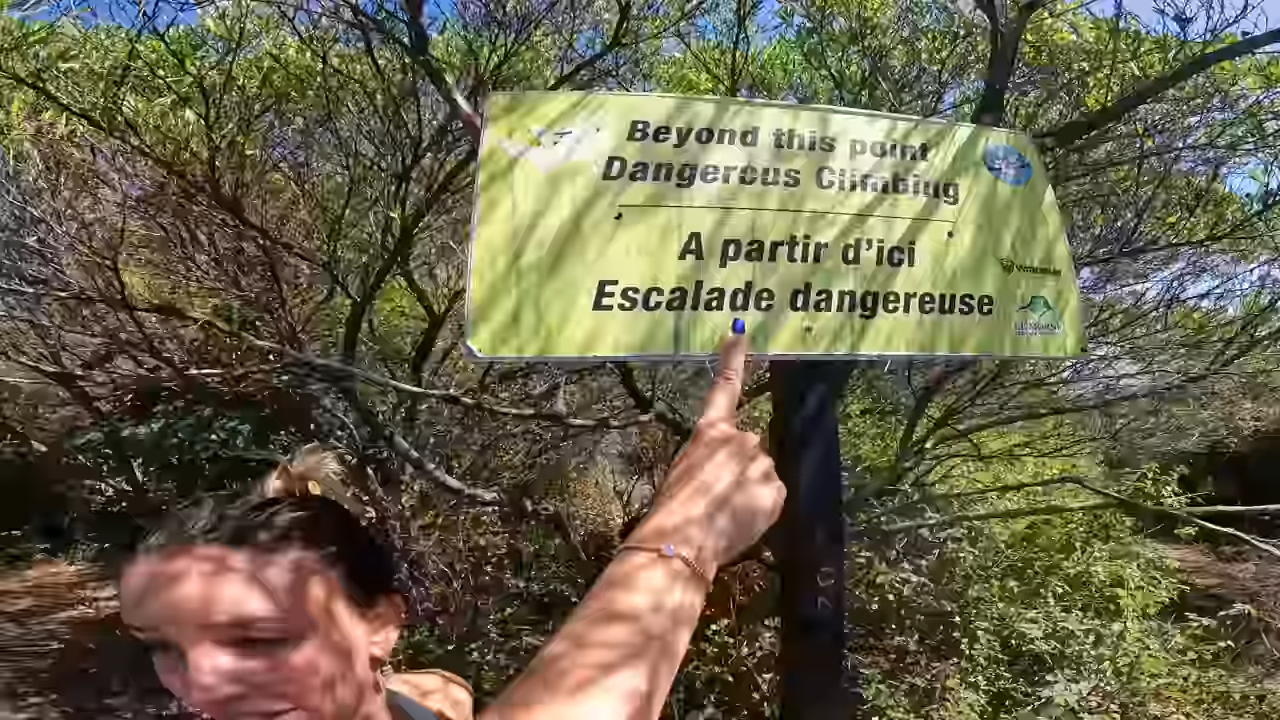 Beyond this point
Dangerous Climbing
A partir d'ici
Escalade dangereuse